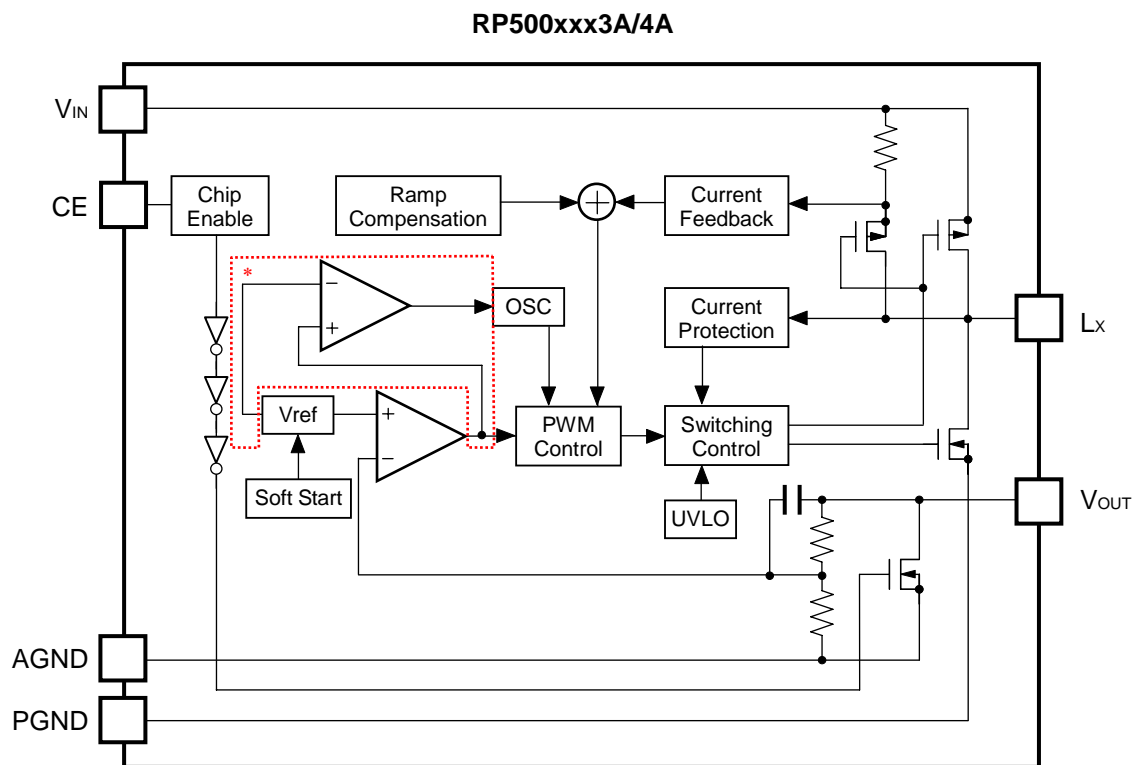 RP500xxx3A/4A
VIN
CE
Chip
Enable
Ramp
Compensation
+
Current
Feedback
*
−
+
OSC
Current
Protection
LX
Vref
+
−
PWM
Control
Switching
Control
Soft Start
UVLO
VOUT
AGND
PGND